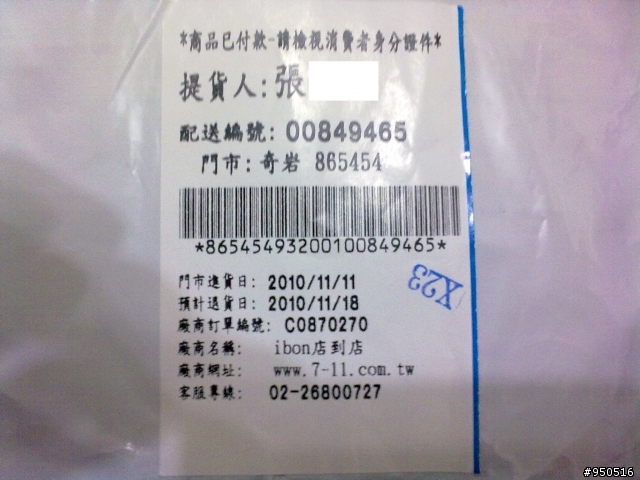 *商品已付款-請檢視消費者身分證件*
提貨人:張
配送編號: 00849465
門市: 奇岩 865454
*86545493200100849465*
門市進貨日: 2010/11/11
預計退貨日: 2010/11/18
廠商訂單編號: C0870270
廠商名稱: ibon店到店
廠商網址: www.7-11.com.tw
客服專線: 02-26800727
X23
#950516